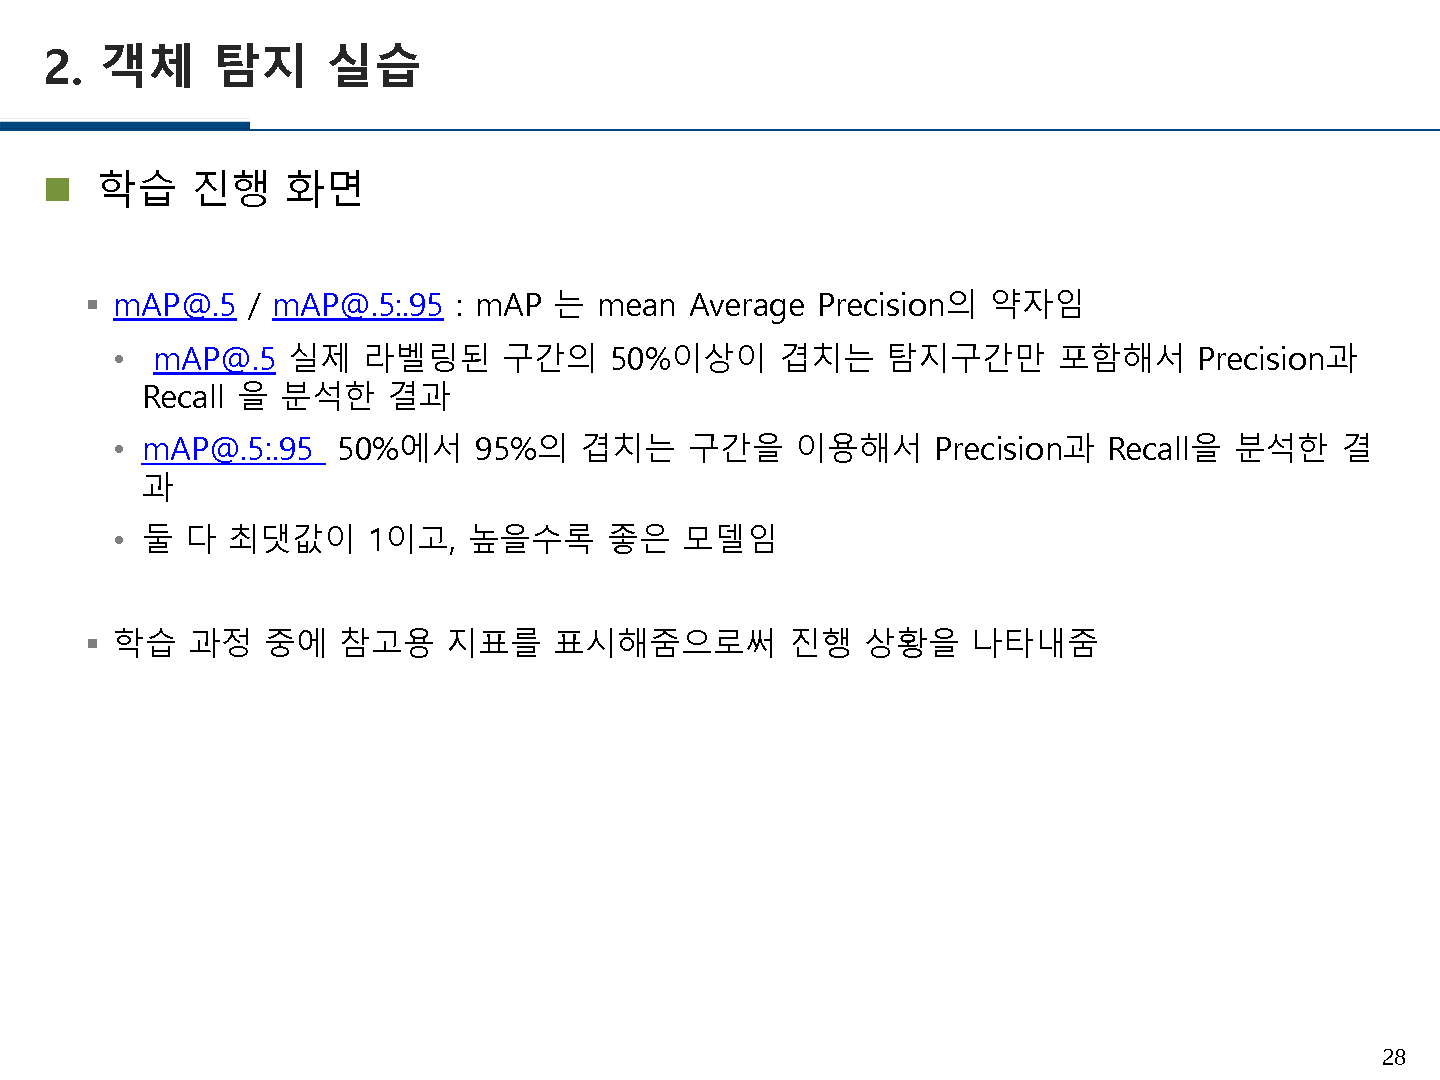 2. 객체 탐지 실습
학습 진행 화면
mAP@.5 / mAP@.5:.95 : mAP 는 mean Average Precision의 약자임
mAP@.5 실제 라벨링된 구간의 50%이상이 겹치는 탐지구간만 포함해서 Precision과
Recall 을 분석한 결과
mAP@.5:.95 50%에서 95%의 겹치는 구간을 이용해서 Precision과 Recall을 분석한 결
과
둘 다 최댓값이 1이고, 높을수록 좋은 모델임
학습 과정 중에 참고용 지표를 표시해줌으로써 진행 상황을 나타내줌
28